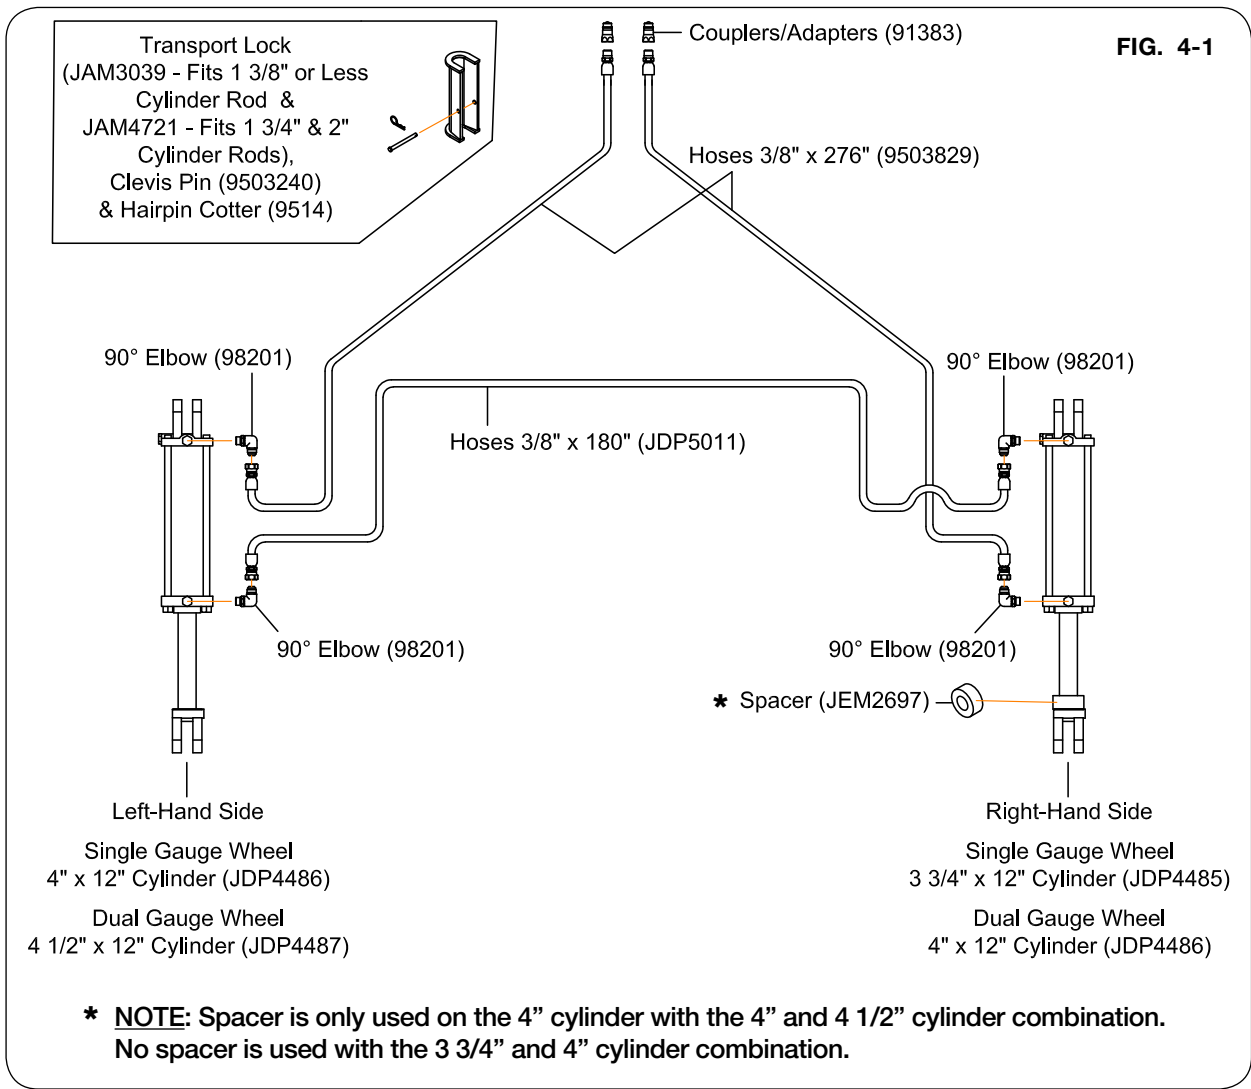 Transport Lock
(JAM3039 - Fits 1 3/8" or Less
Cylinder Rod &
JAM4721 - Fits 1 3/4" & 2"
Cylinder Rods),
Clevis Pin (9503240)
& Hairpin Cotter (9514)
Couplers/Adapters (91383)
FIG. 4-1
Hoses 3/8" x 276" (9503829)
90° Elbow (98201)
90° Elbow (98201)
Hoses 3/8" x 180" (JDP5011)
90° Elbow (98201)
90° Elbow (98201)
* Spacer (JEM2697)
Left-Hand Side
Single Gauge Wheel
4" x 12" Cylinder (JDP4486)
Dual Gauge Wheel
4 1/2" x 12" Cylinder (JDP4487)
Right-Hand Side
Single Gauge Wheel
3 3/4" x 12" Cylinder (JDP4485)
Dual Gauge Wheel
4" x 12" Cylinder (JDP4486)
* NOTE: Spacer is only used on the 4” cylinder with the 4” and 4 1/2” cylinder combination.
No spacer is used with the 3 3/4” and 4” cylinder combination.